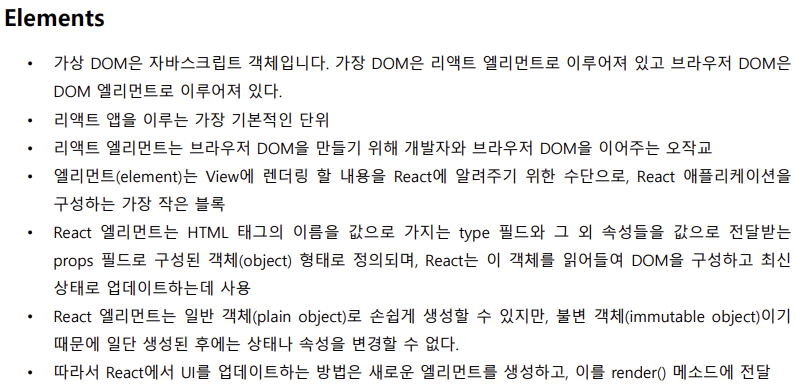 Elements
• 가상 DOM은 자바스크립트 객체입니다. 가장 DOM은 리액트 엘리먼트로 이루어져 있고 브라우저 DOM은
DOM 엘리먼트로 이루어져 있다.
• 리액트 앱을 이루는 가장 기본적인 단위
• 리액트 엘리먼트는 브라우저 DOM을 만들기 위해 개발자와 브라우저 DOM을 이어주는 오작교
• 엘리먼트(element)는 View에 렌더링 할 내용을 React에 알려주기 위한 수단으로, React 애플리케이션을
구성하는 가장 작은 블록
• React 엘리먼트는 HTML 태그의 이름을 값으로 가지는 type 필드와 그 외 속성들을 값으로 전달받는
props 필드로 구성된 객체(object) 형태로 정의되며, React는 이 객체를 읽어들여 DOM을 구성하고 최신
상태로 업데이트하는데 사용
• React 엘리먼트는 일반 객체(plain object)로 손쉽게 생성할 수 있지만, 불변 객체(immutable object)이기
때문에 일단 생성된 후에는 상태나 속성을 변경할 수 없다.
• 따라서 React에서 UI를 업데이트하는 방법은 새로운 엘리먼트를 생성하고, 이를 render() 메소드에 전달